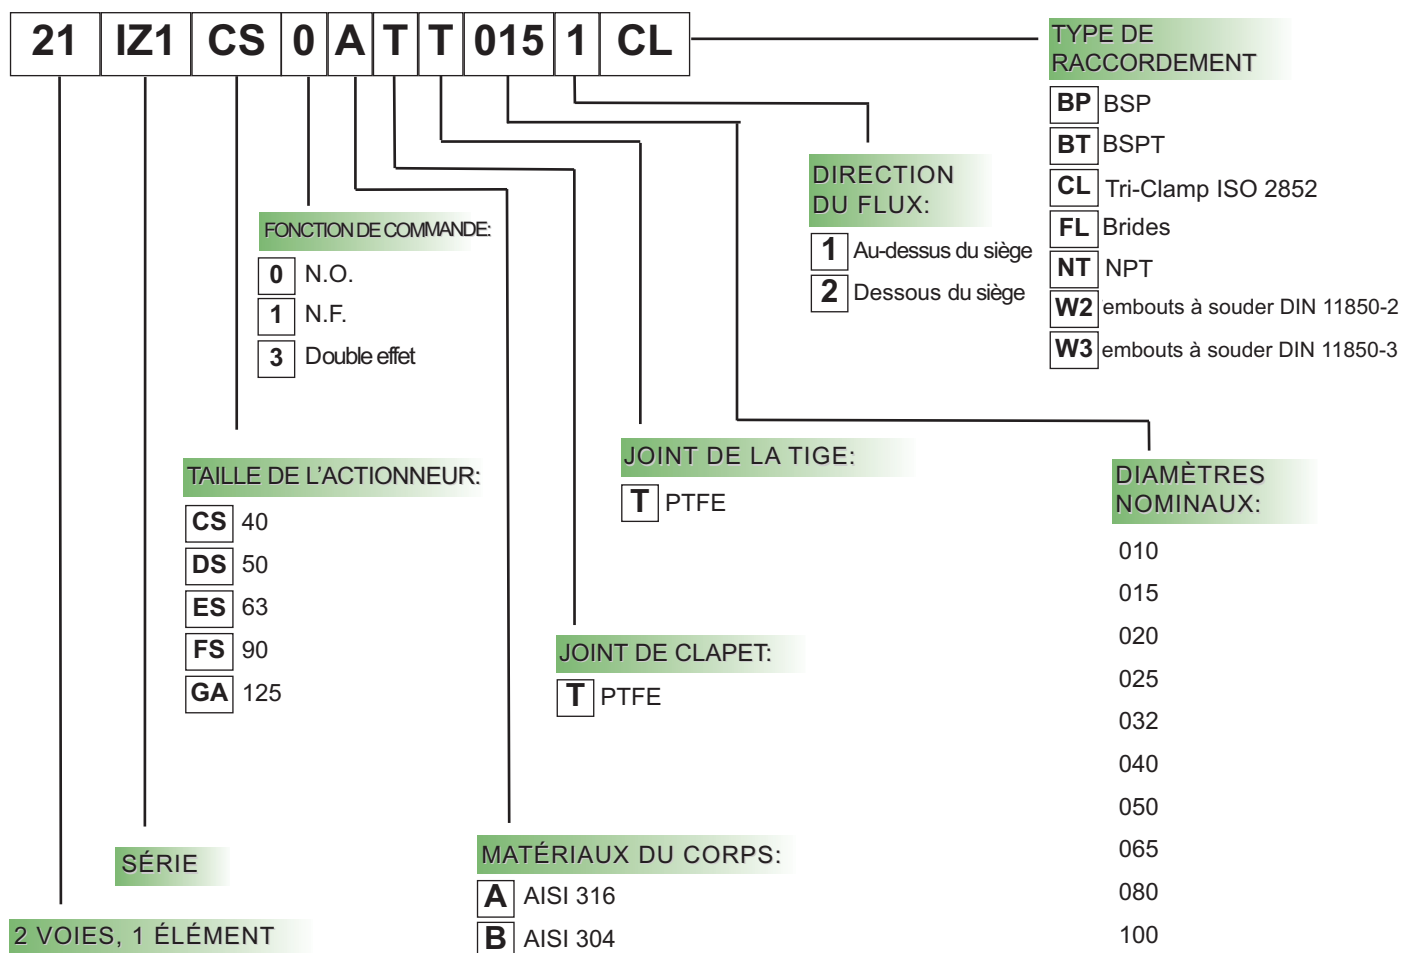 21 IZ1 CS 0 A T T 015 1 CL
TYPE DE
RACCORDEMENT
BP BSP
BT BSPT
CL Tri-Clamp ISO 2852
FL Brides
NT NPT
W2 embouts à souder DIN 11850-2
W3 embouts à souder DIN 11850-3
DIRECTION
DU FLUX:
1 Au-dessus du siège
2 Dessous du siège
FONCTION DE COMMANDE:
0 N.O.
1 N.F.
3 Double effet
TAILLE DE L'ACTIONNEUR:
CS 40
DS 50
ES 63
FS 90
GA 125
JOINT DE LA TIGE:
T PTFE
DIAMÈTRES
NOMINAUX:
010
015
020
025
032
040
050
065
080
100
JOINT DE CLAPET:
T PTFE
SÉRIE
MATÉRIAUX DU CORPS:
A AISI 316
B AISI 304
2 VOIES, 1 ÉLÉMENT